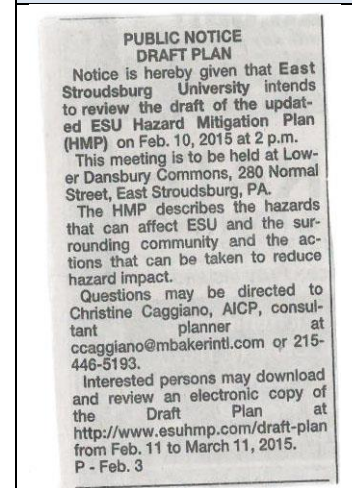 PUBLIC NOTICE
DRAFT PLAN
Notice is hereby given that East
Stroudsburg University intends
to review the draft of the updat-
ed ESU Hazard Mitigation Plan
(HMP) on Feb. 10, 2015 at 2 p.m.
This meeting is to be held at Low-
er Dansbury Commons, 280 Normal
Street, East Stroudsburg, PA.
The HMP describes the hazards
that can affect ESU and the sur-
rounding community and the ac-
tions that can be taken to reduce
hazard impact.
Questions may be directed to
Christine Caggiano, AICP, consul-
tant planner at
ccaggiano@mbakerintl.com or 215-
446-5193.
Interested persons may download
and review an electronic copy of
the Draft Plan at
http://www.esuhmp.com/draft-plan
from Feb. 11 to March 11, 2015.
P - Feb. 3